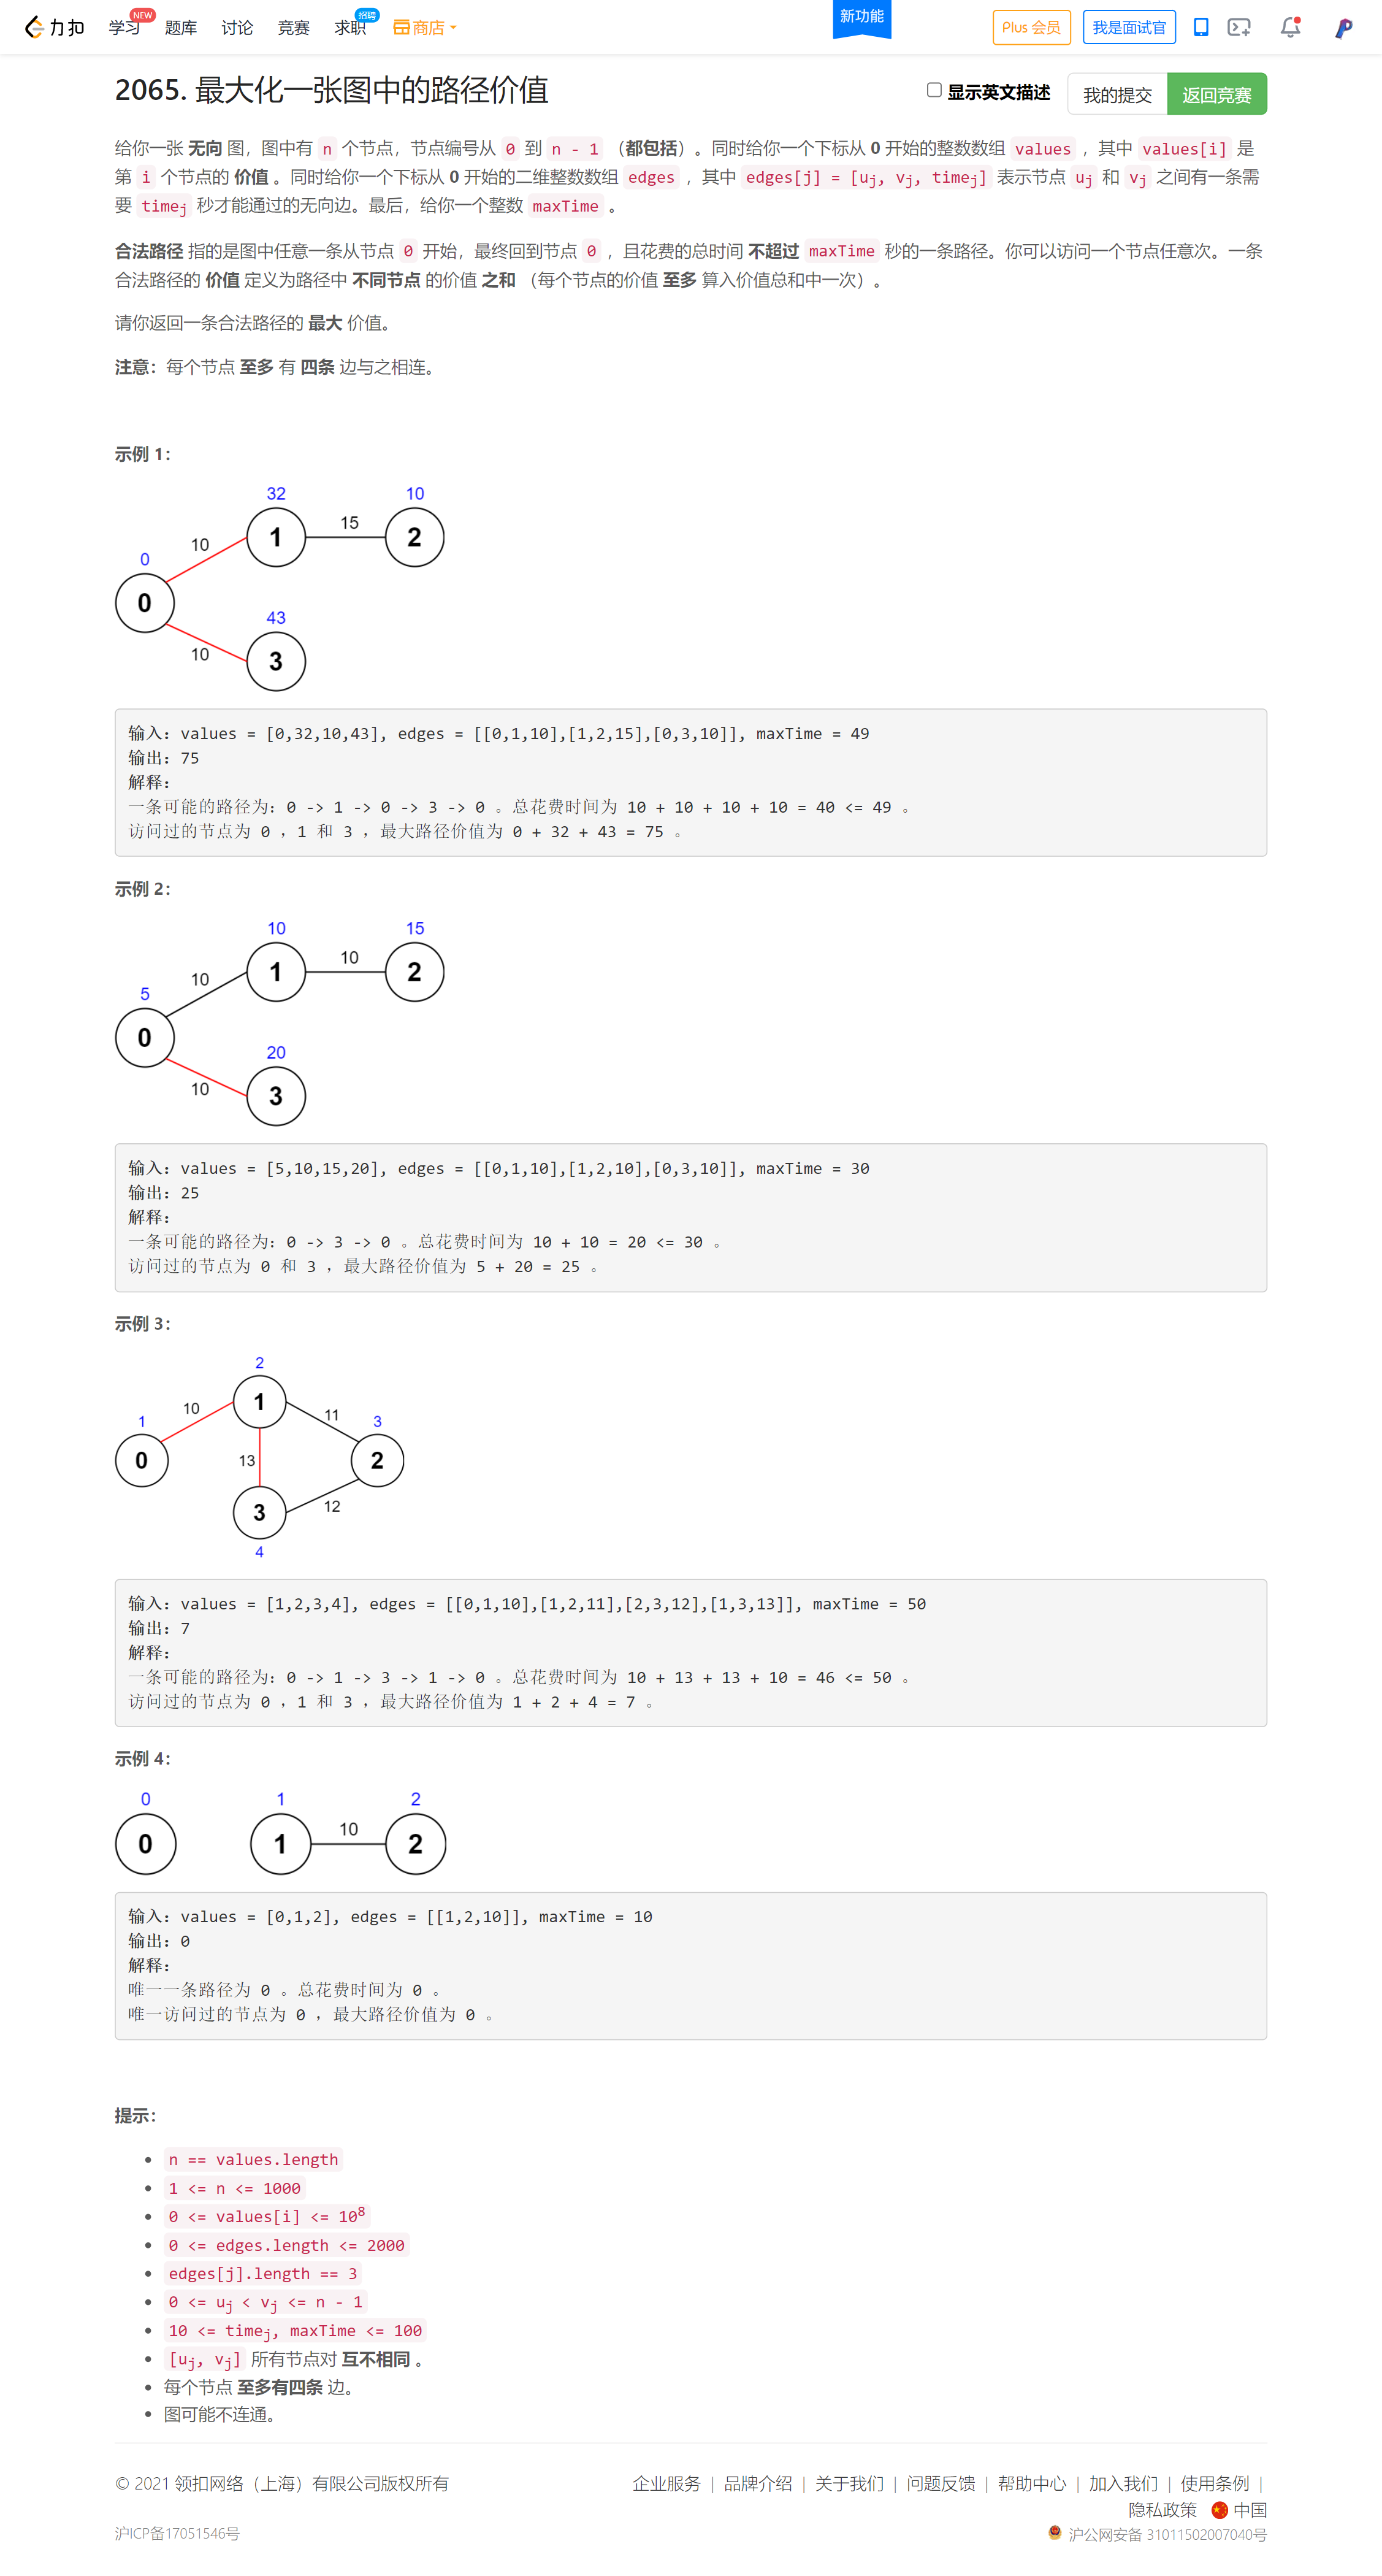 力扣 学习 NEW 题库 讨论 竞赛 求职 招聘 商店 新功能 Plus 会员 我是面试官
2065. 最大化一张图中的路径价值 显示英文描述 我的提交 返回竞赛
给你一张 无向 图，图中有 n 个节点，节点编号从 0 到 n - 1 （都包括）。同时给你一个下标从 0 开始的整数数组 values ，其中 values[i] 是
第 i 个节点的 价值 。同时给你一个下标从 0 开始的二维整数数组 edges ，其中 edges[j] = [uj, vj, timej] 表示节点 uj 和 vj 之间有一条需
要 timej 秒才能通过的无向边。最后，给你一个整数 maxTime 。
合法路径 指的是图中任意一条从节点 0 开始，最终回到节点 0 ，且花费的总时间 不超过 maxTime 秒的一条路径。你可以访问一个节点任意次。一条
合法路径的 价值 定义为路径中 不同节点 的价值 之和 （每个节点的价值 至多 算入价值总和中一次）。
请你返回一条合法路径的 最大 价值。
注意：每个节点 至多 有 四条 边与之相连。
示例 1：
32 10
1 15 2
10
0
0
43
10 3
输入：values = [0,32,10,43], edges = [[0,1,10],[1,2,15],[0,3,10]], maxTime = 49
输出：75
解释：
一条可能的路径为：0 -> 1 -> 0 -> 3 -> 0 。总花费时间为 10 + 10 + 10 + 10 = 40 <= 49 。
访问过的节点为 0 ，1 和 3 ，最大路径价值为 0 + 32 + 43 = 75 。
示例 2：
10 15
1 10 2
10
5
0
20
10 3
输入：values = [5,10,15,20], edges = [[0,1,10],[1,2,10],[0,3,10]], maxTime = 30
输出：25
解释：
一条可能的路径为：0 -> 3 -> 0 。总花费时间为 10 + 10 = 20 <= 30 。
访问过的节点为 0 和 3 ，最大路径价值为 5 + 20 = 25 。
示例 3：
2
1
10 11
1 3
0 13 2
3 12
4
输入：values = [1,2,3,4], edges = [[0,1,10],[1,2,11],[2,3,12],[1,3,13]], maxTime = 50
输出：7
解释：
一条可能的路径为：0 -> 1 -> 3 -> 1 -> 0 。总花费时间为 10 + 13 + 13 + 10 = 46 <= 50 。
访问过的节点为 0 ，1 和 3 ，最大路径价值为 1 + 2 + 4 = 7 。
示例 4：
0 1 2
0 1 10 2
输入：values = [0,1,2], edges = [[1,2,10]], maxTime = 10
输出：0
解释：
唯一一条路径为 0 。总花费时间为 0 。
唯一访问过的节点为 0 ，最大路径价值为 0 。
提示：
n == values.length
1 <= n <= 1000
0 <= values[i] <= 10⁸
0 <= edges.length <= 2000
edges[j].length == 3
0 <= uj < vj <= n - 1
10 <= timej, maxTime <= 100
[uj, vj] 所有节点对 互不相同 。
每个节点 至多有四条 边。
图可能不连通。
© 2021 领扣网络（上海）有限公司版权所有 企业服务 | 品牌介绍 | 关于我们 | 问题反馈 | 帮助中心 | 加入我们 | 使用条例 |
隐私政策 中国
沪ICP备17051546号 沪公网安备 31011502007040号